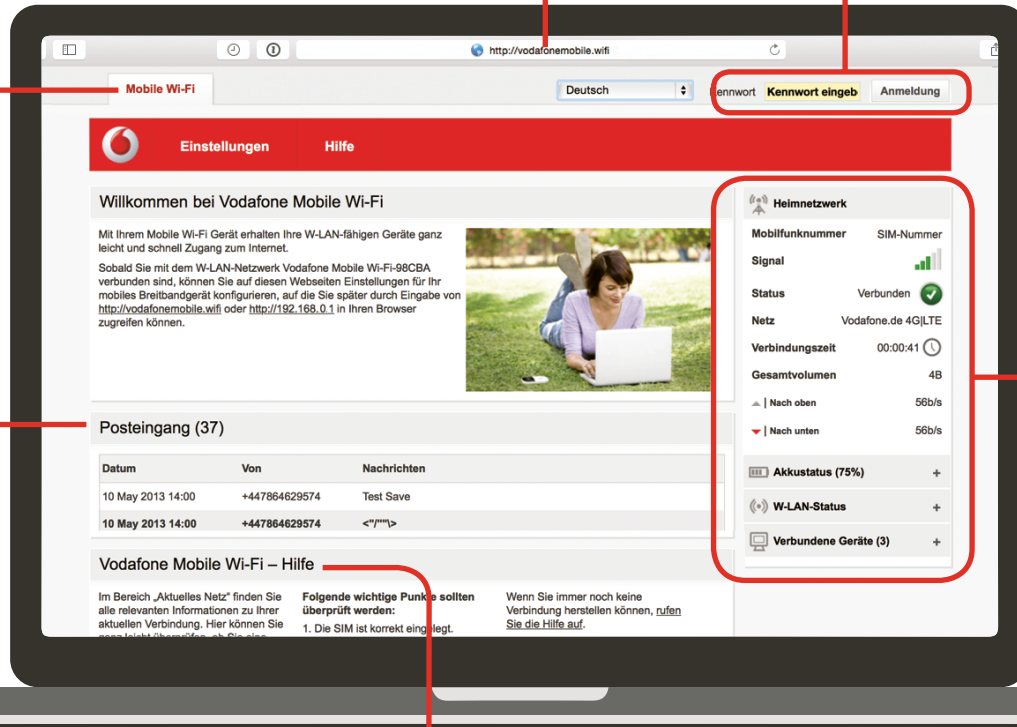 http://vodafonemobile.wifi
Mobile Wi-Fi
Deutsch
Kennwort eingeb
Anmeldung
Einstellungen
Hilfe
Willkommen bei Vodafone Mobile Wi-Fi
Mit Ihrem Mobile Wi-Fi Gerät erhalten Ihre W-LAN-fähigen Geräte ganz
leicht und schnell Zugang zum Internet.
Sobald Sie mit dem W-LAN-Netzwerk Vodafone Mobile Wi-Fi-98CBA
verbunden sind, können Sie auf diesen Webseiten Einstellungen für Ihr
mobiles Breitbandgerät konfigurieren, auf die Sie später durch Eingabe von
http://vodafonemobile.wifi oder http://192.168.0.1 in Ihren Browser
zugreifen können.
Heimnetzwerk
Mobilfunknummer SIM-Nummer
Signal
Status Verbunden
Netz Vodafone.de 4G|LTE
Verbindungszeit 00:00:41
Gesamtvolumen 4B
| Nach oben 56b/s
| Nach unten 56b/s
Akkustatus (75%) +
W-LAN-Status +
Verbundene Geräte (3) +
Posteingang (37)
Datum Von Nachrichten
10 May 2013 14:00 +447864629574 Test Save
10 May 2013 14:00 +447864629574 <"/""'\>
Vodafone Mobile Wi-Fi – Hilfe
Im Bereich „Aktuelles Netz" finden Sie
alle relevanten Informationen zu Ihrer
aktuellen Verbindung. Hier können Sie
ganz leicht überprüfen, ob Sie eine
Folgende wichtige Punkte sollten
überprüft werden:
1. Die SIM ist korrekt eingelegt.
Wenn Sie immer noch keine
Verbindung herstellen können, rufen
Sie die Hilfe auf.